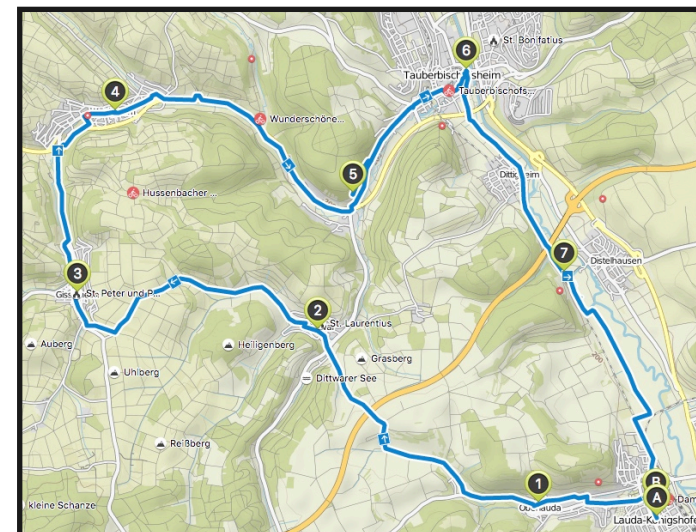 6
St. Bonifatius
Tauberbischofsheim
Tauberbischofs...
4
Wunderschöne...
5
Hussenbacher ...
Dittigheim
7
Distelhausen
3
St. Peter und P...
2
St. Laurentius
Auberg
Heiligenberg
Grasberg
200
Uhlberg
Dittwarer See
Reißberg
1
B
A
Oberlauda
kleine Schanze
Lauda-Königshof